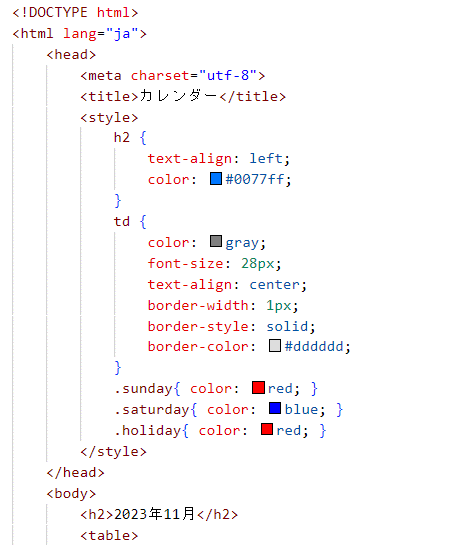 <!DOCTYPE html>
<html lang="ja">
    <head>
        <meta charset="utf-8">
        <title>カレンダー</title>
        <style>
            h2 {
                text-align: left;
                color: #0077ff;
            }
            td {
                color: gray;
                font-size: 28px;
                text-align: center;
                border-width: 1px;
                border-style: solid;
                border-color: #dddddd;
            }
            .sunday{ color: red; }
            .saturday{ color: blue; }
            .holiday{ color: red; }
        </style>
    </head>
    <body>
        <h2>2023年11月</h2>
        <table>